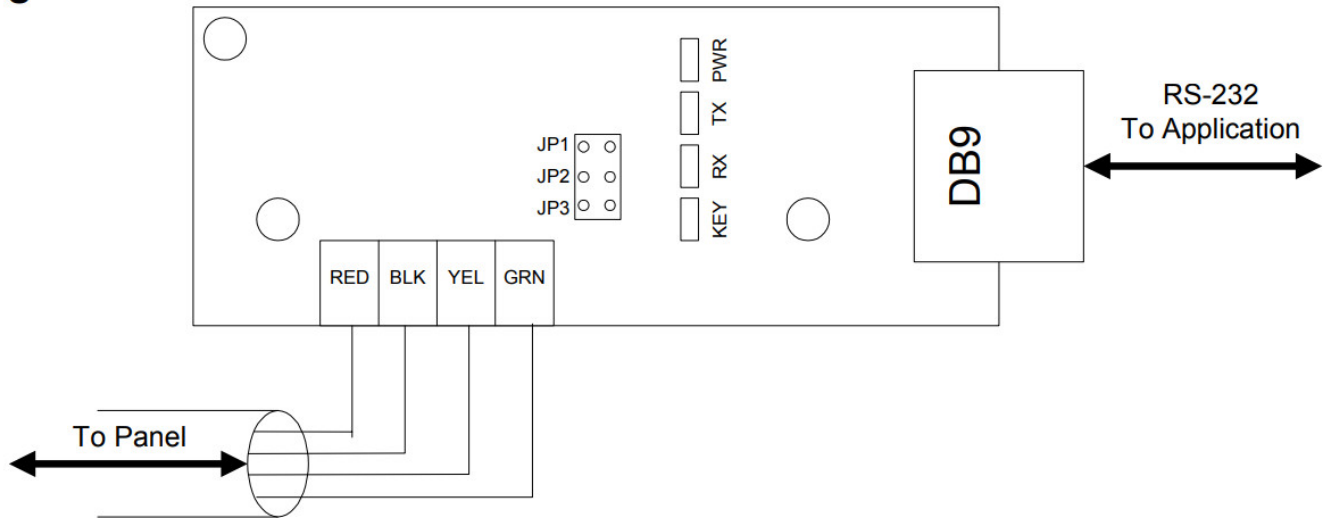 PWR
TX
RX
KEY
JP1
JP2
JP3
DB9
RS-232
To Application
RED BLK YEL GRN
To Panel